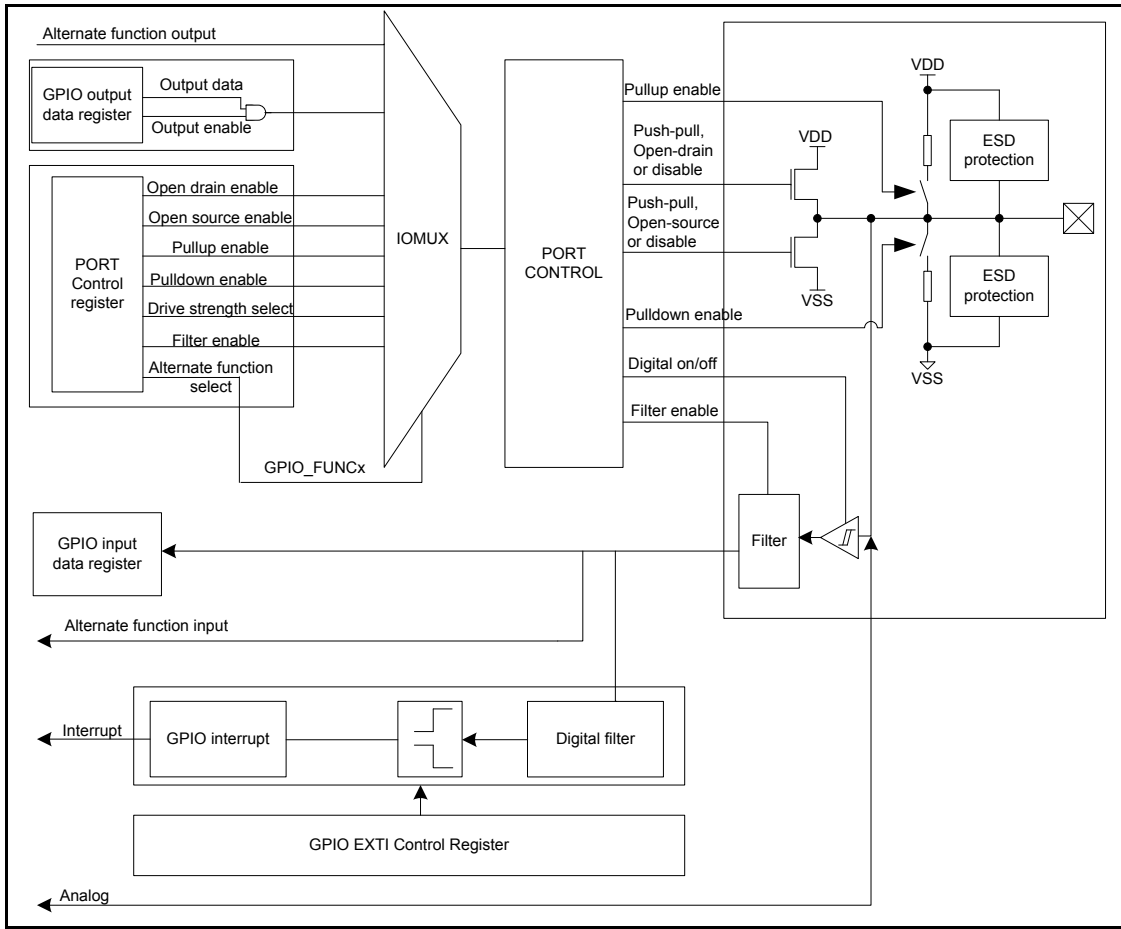 Alternate function output
GPIO output
data register
Output data
Output enable
PORT
Control
register
Open drain enable
Open source enable
Pullup enable
Pulldown enable
Drive strength select
Filter enable
Alternate function
select
GPIO_FUNCx
IOMUX
PORT
CONTROL
Pullup enable
Push-pull,
Open-drain
or disable
Push-pull,
Open-source
or disable
Pulldown enable
Digital on/off
Filter enable
VDD
VSS
VDD
ESD
protection
ESD
protection
VSS
Filter
GPIO input
data register
Alternate function input
Interrupt
GPIO interrupt
Digital filter
GPIO EXTI Control Register
Analog